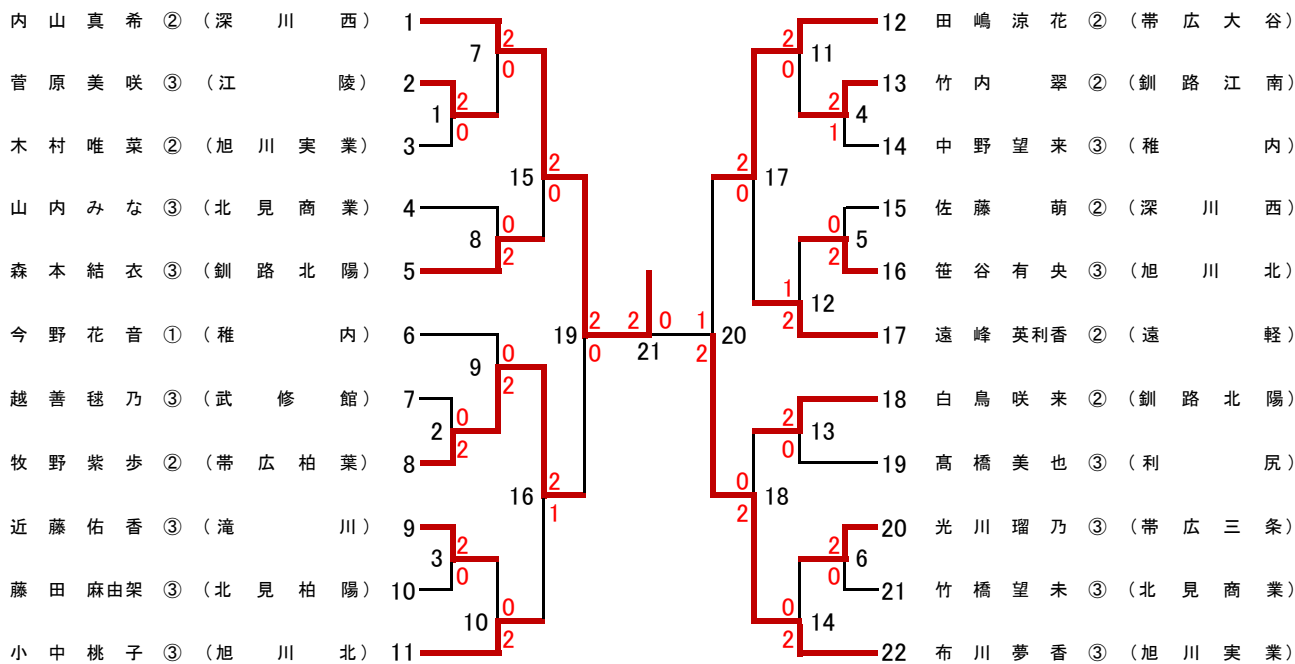 内山真希②（深川西） 1
菅原美咲③（江陵） 2
木村唯菜②（旭川実業） 3
山内みな③（北見商業） 4
森本結衣③（釧路北陽） 5
今野花音①（稚内） 6
越善毬乃③（武修館） 7
牧野紫歩②（帯広柏葉） 8
近藤佑香③（滝川） 9
藤田麻由架③（北見柏陽） 10
小中桃子③（旭川北） 11
7 2 0
1 2 0
15 2 0
8 0 2
19 2 0
9 0 2
2 0 2
16 2 1
3 2 0
10 0 2
2 0
21
12 田嶋涼花②（帯広大谷）
13 竹内翠②（釧路江南）
14 中野望来③（稚内）
15 佐藤萌②（深川西）
16 笹谷有央③（旭川北）
17 遠峰英利香②（遠軽）
18 白鳥咲来②（釧路北陽）
19 髙橋美也③（利尻）
20 光川瑠乃③（帯広三条）
21 竹橋望未③（北見商業）
22 布川夢香③（旭川実業）
2 0 11
2 1 4
2 0 17
0 2 5
1 2 12
1 2 20
2 0 13
0 2 18
2 0 6
0 2 14